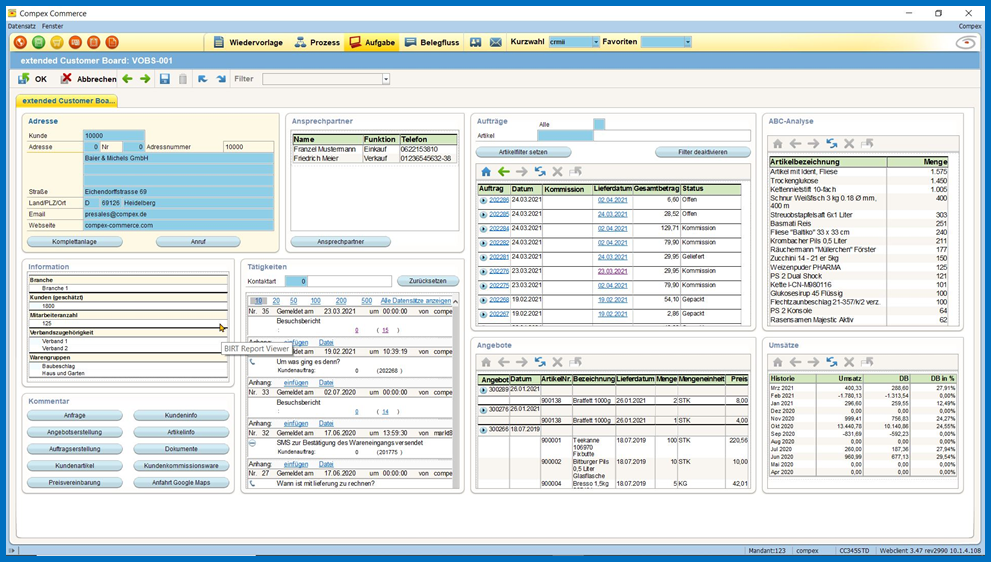 Compex Commerce
Datensatz Fenster Compex
Wiedervorlage Prozess Aufgabe Belegfluss Kurzwahl crmii Favoriten
extended Customer Board: VOBS-001
OK Abbrechen Filter
extended Customer Boa...
Adresse
Kunde 10000
Adresse 0 Nr 0 Adressnummer 10000
Baier & Michels GmbH
Straße Eichendorffstrasse 69
Land/PLZ/Ort D 69126 Heidelberg
Email presales@compex.de
Webseite compex-commerce.com
Komplettanlage Anruf
Ansprechpartner
Name Funktion Telefon
Franzel Mustermann Einkauf 0622153810
Friedrich Meier Verkauf 01236545632-38
Ansprechpartner
Aufträge Alle
Artikel
Artikelfilter setzen Filter deaktivieren
Auftrag Datum Kommission Lieferdatum Gesamtbetrag Status
202286 24.03.2021 02.04.2021 6,60 Offen
202285 24.03.2021 26.03.2021 28,52 Offen
202284 24.03.2021 02.04.2021 129,71 Kommission
202282 24.03.2021 02.04.2021 79,90 Kommission
202281 24.03.2021 26.03.2021 29,95 Geliefert
202276 23.03.2021 23.03.2021 29,95 Kommission
202275 23.03.2021 02.04.2021 79,90 Kommission
202268 19.02.2021 19.02.2021 54,10 Gepackt
202267 19.02.2021 19.02.2021 2,86 Gepackt
ABC-Analyse
Artikelbezeichnung Menge
Artikel mit Ident, Fliese 1.575
Trockenglukose 1.450
Kettennietstift 10-fach 1.005
Schnur Weißfisch 3 kg 0.18 Ø mm, 400
400 m
Streuobstapfelsaft 6x1 Liter 303
Basmati Reis 251
Fliese "Baltiko" 33 x 33 cm 240
Krombacher Pils 0,5 Liter 211
Räucherwurm "Müllerchen" Förster 177
Zucchini 14 - 21 er 5kg 150
Weizenpuder PHARMA 125
PS 2 Dual Shock 121
Kette I-CN-M980116 101
Glukosesirup 45 Flüssig 100
Flechtzaunbeschlag 21-357/k2 verz. 100
PS 2 Konsole 64
Rasensamen Majestic Aktiv 62
Information
Branche
Branche 1
Kunden (geschätzt)
1800
Mitarbeiteranzahl
125
Verbandszugehörigkeit
Verband 1
Verband 2
Warengruppen
Baubeschlag
Haus und Garten
BIRT Report Viewer
Tätigkeiten
Kontaktart 0 Zurücksetzen
10 20 50 100 200 500 Alle Datensätze anzeigen
Nr. 35 Gemeldet am 23.03.2021 um 00:00:00 von compe
Besuchsbericht
: 0 ( 15 )
Anhang: einfügen Datei
Gemeldet am 19.02.2021 um 10:39:19 von compe
Um was ging es denn?
Kundenauftrag: 0 (202268 )
Anhang: einfügen Datei
Nr. 33 Gemeldet am 02.07.2020 um 00:00:00 von compe
Besuchsbericht
: 0 ( 14 )
Anhang: einfügen Datei
Nr. 32 Gemeldet am 17.06.2020 um 13:59:30 von mark8
SMS zur Bestätigung des Wareneingangs versendet
Kundenauftrag: 0 (201775 )
Anhang: einfügen Datei
Nr. 27 Gemeldet am 17.06.2020 um 00:00:00 von compe
Wann ist mit lieferung zu rechnen?
Kommentar
Anfrage Kundeninfo
Angebotserstellung Artikelinfo
Auftragserstellung Dokumente
Kundenartikel Kundenkommissionsware
Preisvereinbarung Anfahrt Google Maps
Angebote
Angebot Datum ArtikelNr. Bezeichnung Lieferdatum Menge Mengeneinheit Preis
300289 26.01.2021
900138 Bratfett 1000g 26.01.2021 2 STK 8,00
300276 26.01.2021
900138 Bratfett 1000g 26.01.2021 1 STK 4,00
300266 18.07.2019
900001 Teekanne 18.07.2019 100 STK 220,56
106970
Fixbutte
900002 Bitburger Pils 18.07.2019 10 STK 10,00
0,5 Liter
Glasflasche
900004 Bresso 1,5kg 18.07.2019 5 KG 42,01
Umsätze
Historie Umsatz DB DB in %
Mrz 2021 400,33 288,60 27,91%
Feb 2021 -1.780,13 -1.313,54 0,00%
Jan 2021 296,60 259,55 12,49%
Dez 2020 0,00 0,00 0,00%
Nov 2020 999,41 756,83 24,27%
Okt 2020 13.440,78 10.140,86 24,55%
Sep 2020 -831,69 -592,23 0,00%
Aug 2020 0,00 0,00 0,00%
Jul 2020 260,00 187,36 27,94%
Jun 2020 960,99 677,13 29,54%
Mai 2020 0,00 0,00 0,00%
Apr 2020 0,00 0,00 0,00%
Mandant:123 compex CC345STD Webclient 3.47 rev2990 10.1.4.108